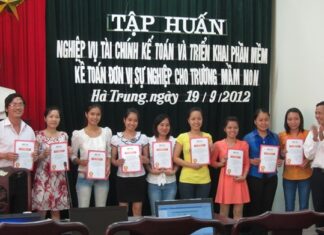 TẬP HUẤN
NGHIỆP VỤ TÀI CHÍNH KẾ TOÁN VÀ TRIỂN KHAI PHẦN MỀM
KẾ TOÁN ĐƠN VỊ SỰ NGHIỆP CHO TRƯỜNG MẦM NON
Hà Trung, ngày 19/9/2012